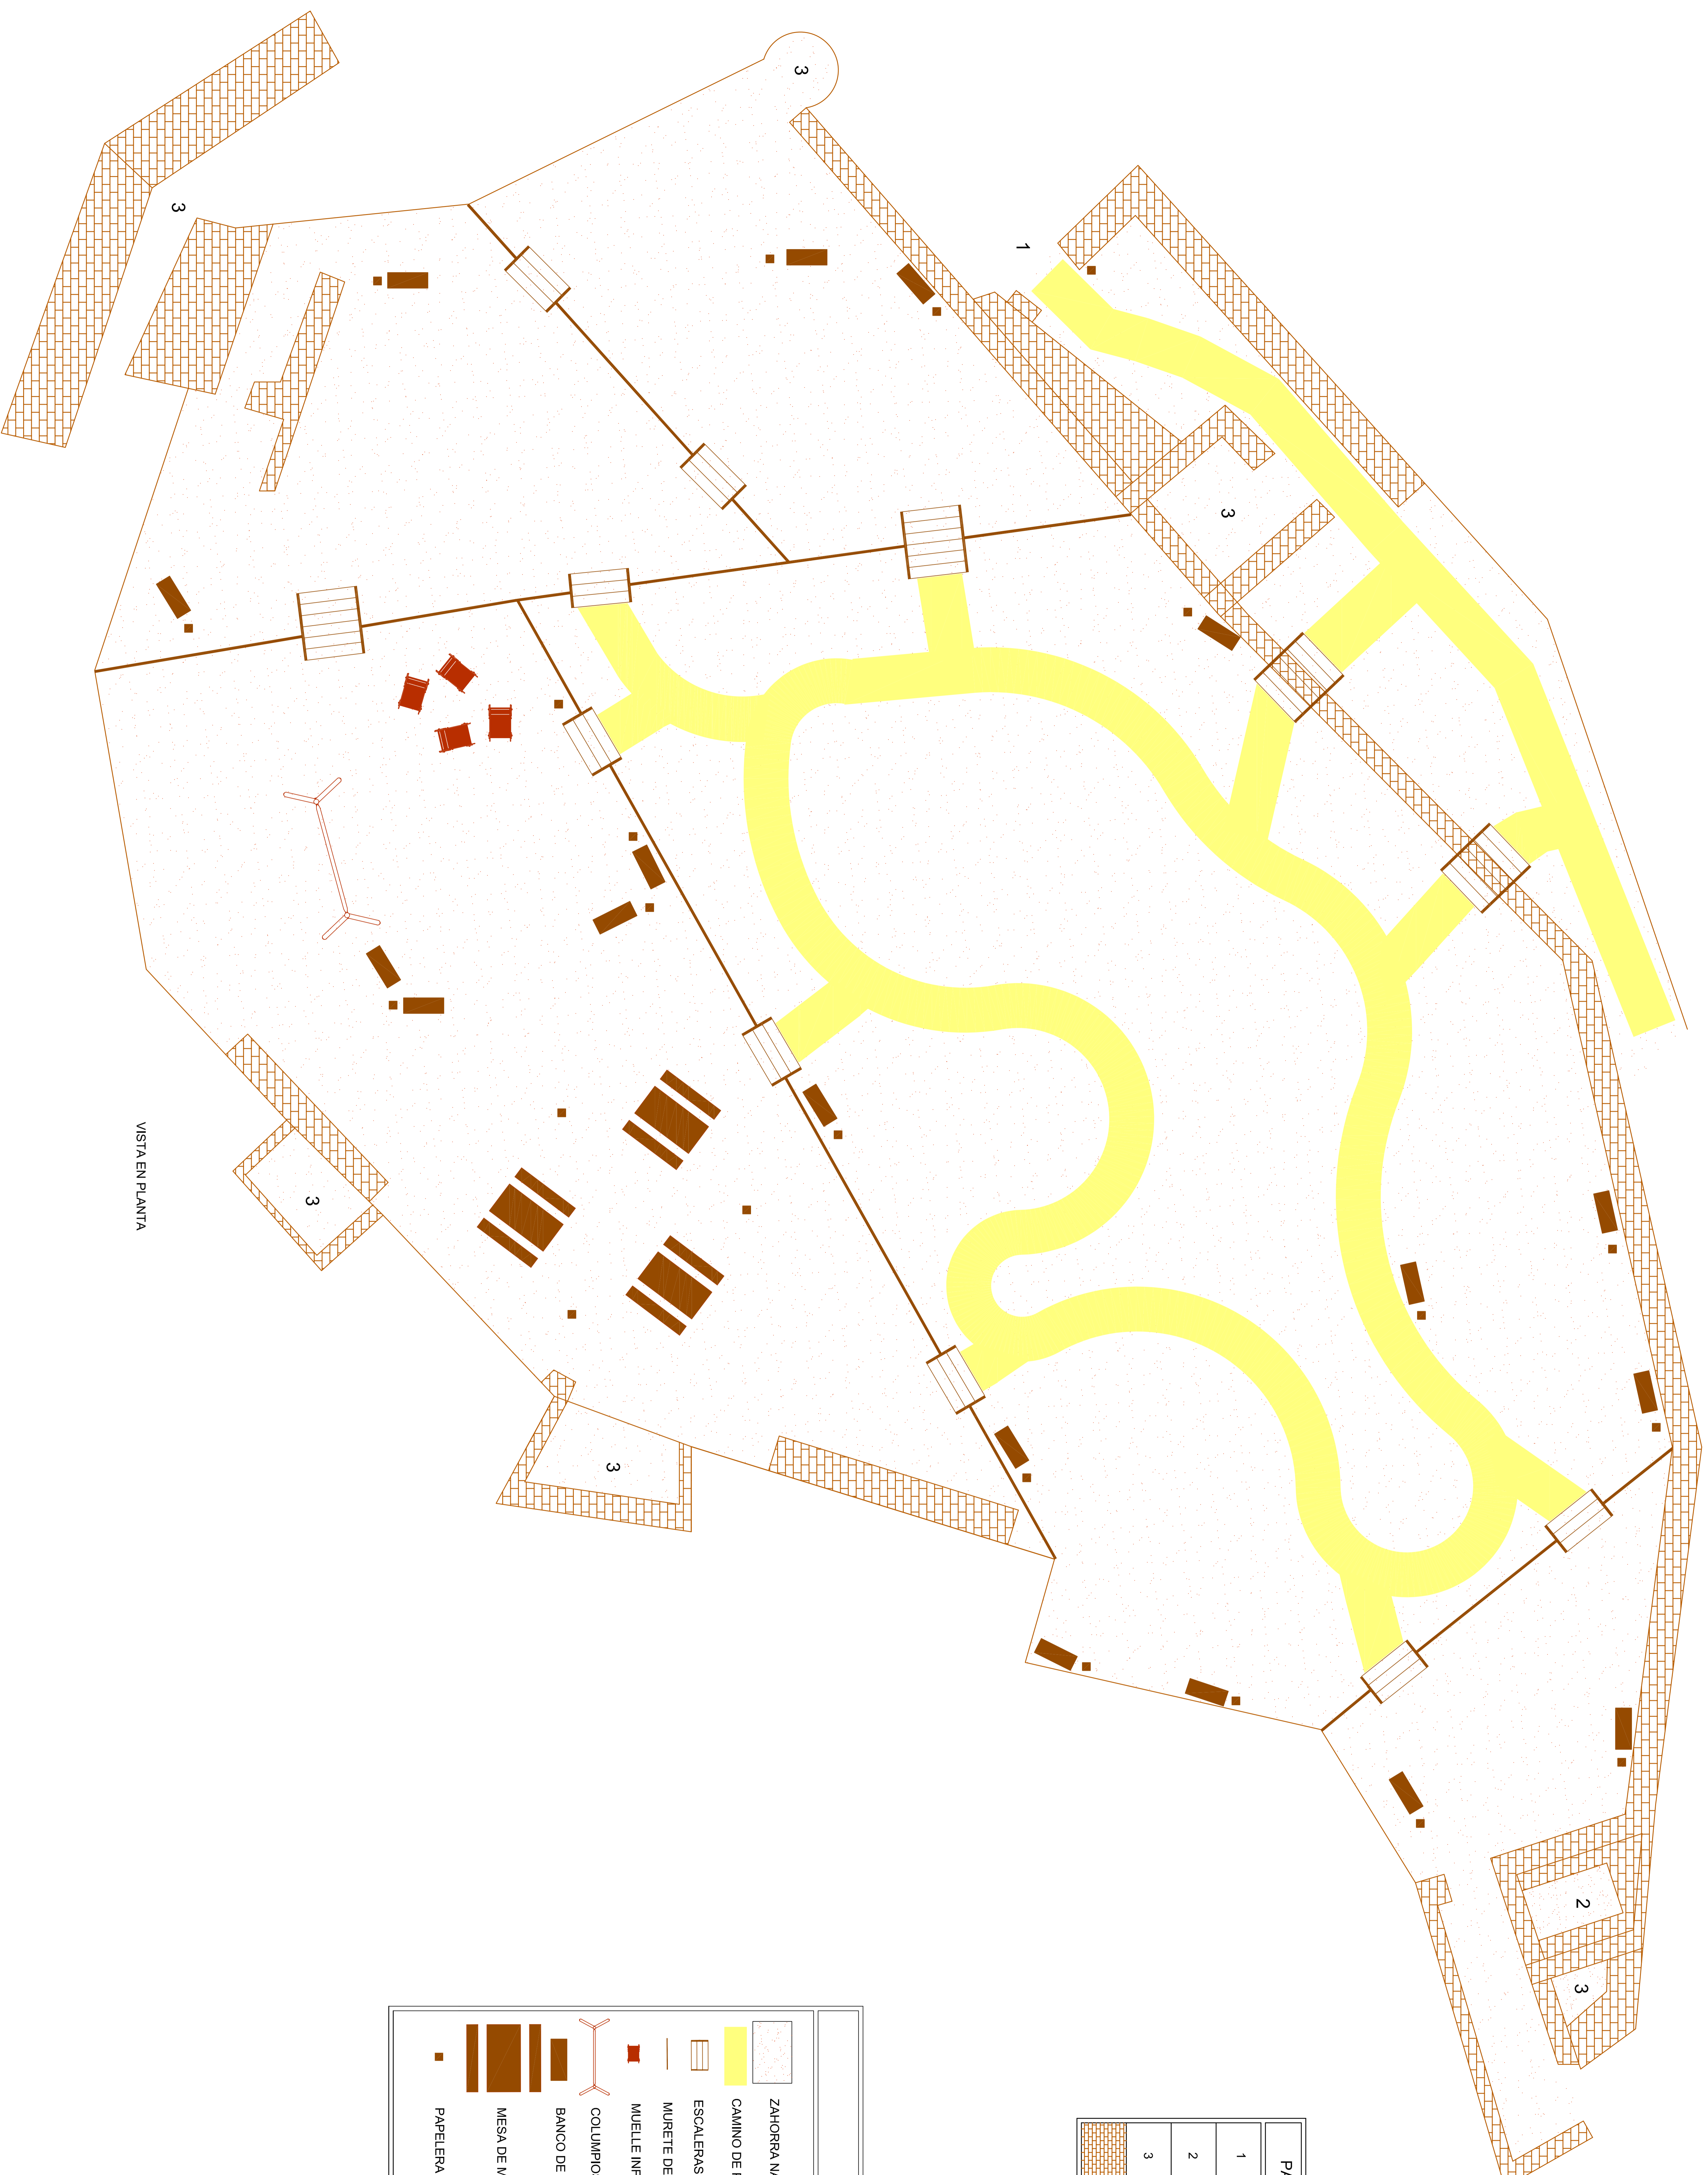 3
1
3
3
3
3
2
3
VISTA EN PLANTA
PA
1
2
3
ZAHORRA NA
CAMINO DE
ESCALERAS
MURETE DE
MUELLE INF
COLUMPIO
BANCO DE
MESA DE M
PAPELERA